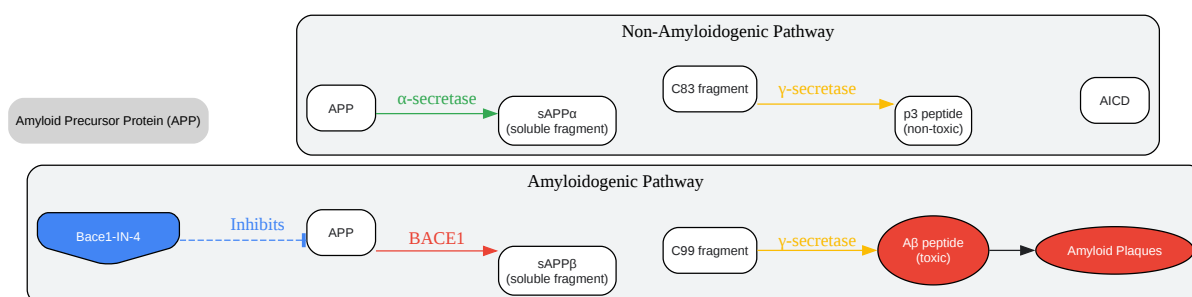 Non-Amyloidogenic Pathway
Amyloid Precursor Protein (APP)
APP
α-secretase
sAPPα
(soluble fragment)
C83 fragment
γ-secretase
p3 peptide
(non-toxic)
AICD
Amyloidogenic Pathway
Bace1-IN-4
Inhibits
APP
BACE1
sAPPβ
(soluble fragment)
C99 fragment
γ-secretase
Aβ peptide
(toxic)
Amyloid Plaques